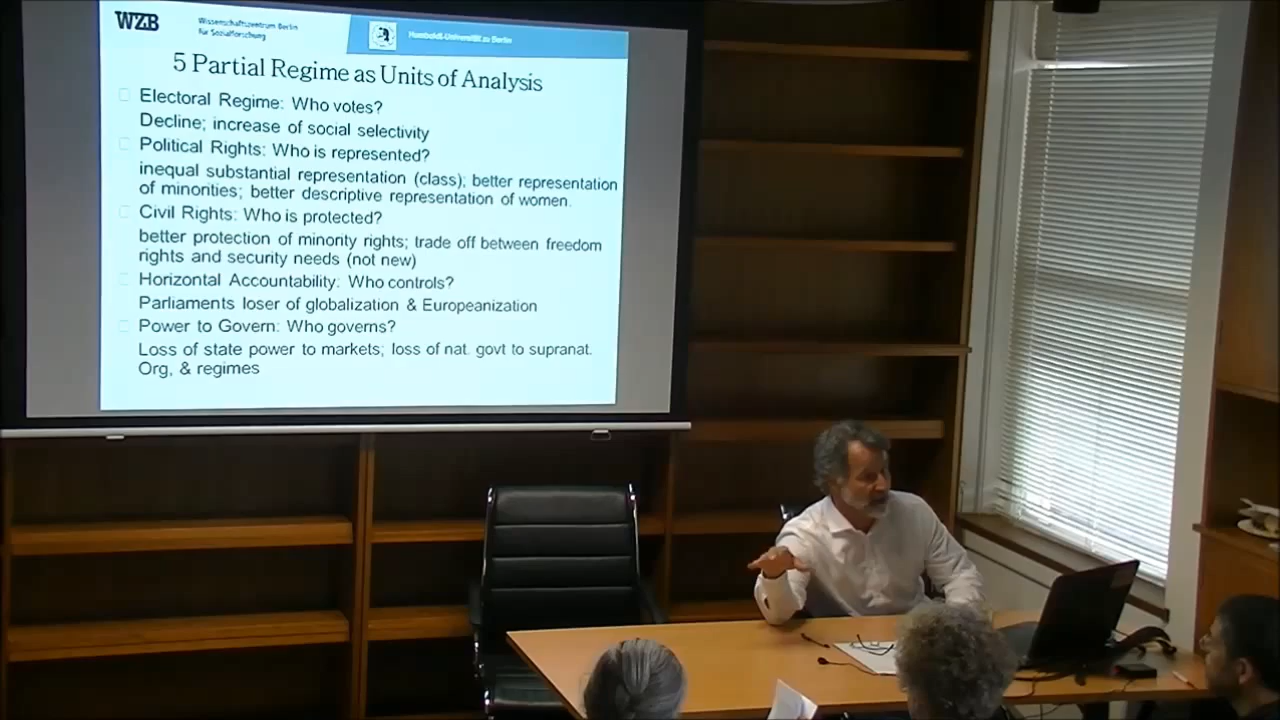 WZB
Wissenschaftszentrum Berlin
für Sozialforschung
Humboldt-Universität zu Berlin
5 Partial Regime as Units of Analysis
Electoral Regime: Who votes?
Decline; increase of social selectivity
Political Rights: Who is represented?
inequal substantial representation (class); better representation
of minorities; better descriptive representation of women.
Civil Rights: Who is protected?
better protection of minority rights; trade off between freedom
rights and security needs (not new)
Horizontal Accountability: Who controls?
Parliaments loser of globalization & Europeanization
Power to Govern: Who governs?
Loss of state power to markets; loss of nat. govt to supranat.
Org, & regimes